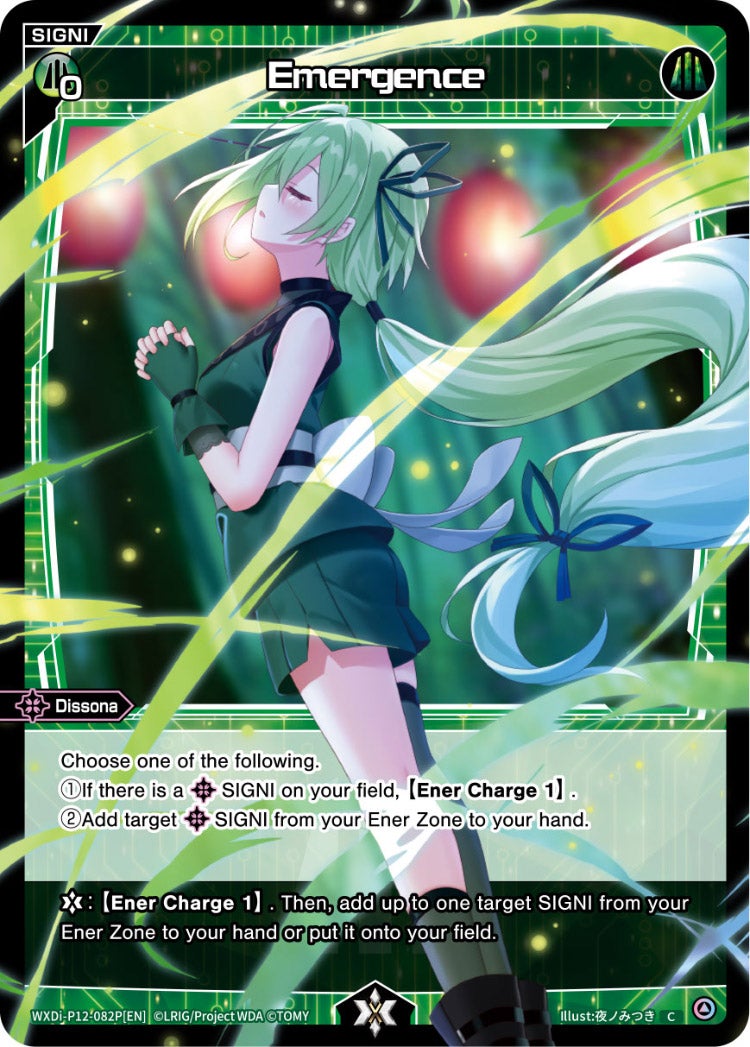 SIGNI
0
Emergence
Dissona
Choose one of the following.
①If there is a SIGNI on your field,【Ener Charge 1】.
②Add target SIGNI from your Ener Zone to your hand.
:【Ener Charge 1】. Then, add up to one target SIGNI from your
Ener Zone to your hand or put it onto your field.
WXDi-P12-082P[EN] ©LRIG/Project WDA ©TOMY
Illust:夜ノみつき C